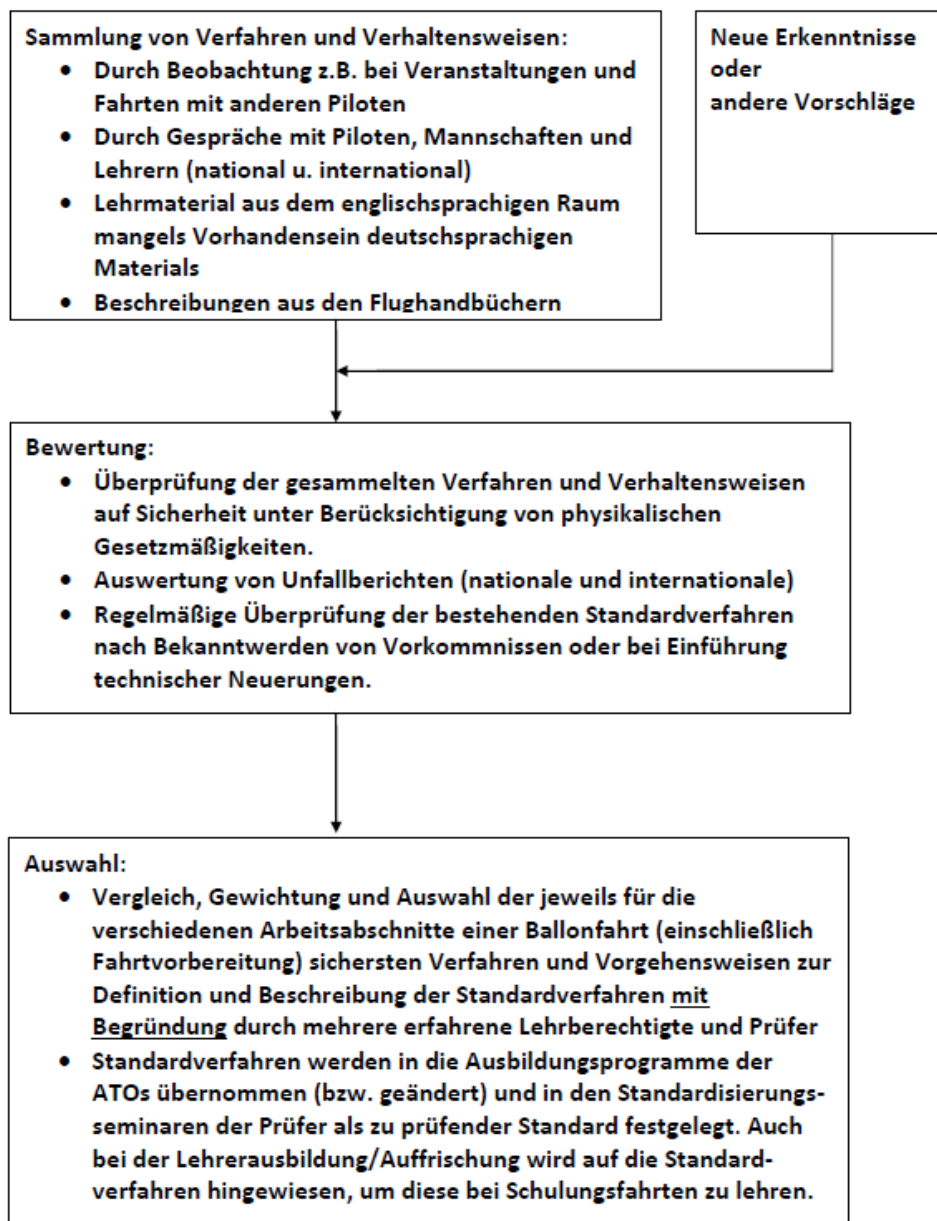 Sammlung von Verfahren und Verhaltensweisen:
• Durch Beobachtung z.B. bei Veranstaltungen und
Fahrten mit anderen Piloten
• Durch Gespräche mit Piloten, Mannschaften und
Lehrern (national u. international)
• Lehrmaterial aus dem englischsprachigen Raum
mangels Vorhandensein deutschsprachigen
Materials
• Beschreibungen aus den Flughandbüchern
Neue Erkenntnisse
oder
andere Vorschläge
Bewertung:
• Überprüfung der gesammelten Verfahren und Verhaltensweisen
auf Sicherheit unter Berücksichtigung von physikalischen
Gesetzmäßigkeiten.
• Auswertung von Unfallberichten (nationale und internationale)
• Regelmäßige Überprüfung der bestehenden Standardverfahren
nach Bekanntwerden von Vorkommnissen oder bei Einführung
technischer Neuerungen.
Auswahl:
• Vergleich, Gewichtung und Auswahl der jeweils für die
verschiedenen Arbeitsabschnitte einer Ballonfahrt (einschließlich
Fahrtvorbereitung) sichersten Verfahren und Vorgehensweisen zur
Definition und Beschreibung der Standardverfahren mit
Begründung durch mehrere erfahrene Lehrberechtigte und Prüfer
• Standardverfahren werden in die Ausbildungsprogramme der
ATOs übernommen (bzw. geändert) und in den Standardisierungs-
seminaren der Prüfer als zu prüfender Standard festgelegt. Auch
bei der Lehrerausbildung/Auffrischung wird auf die Standard-
verfahren hingewiesen, um diese bei Schulungsfahrten zu lehren.